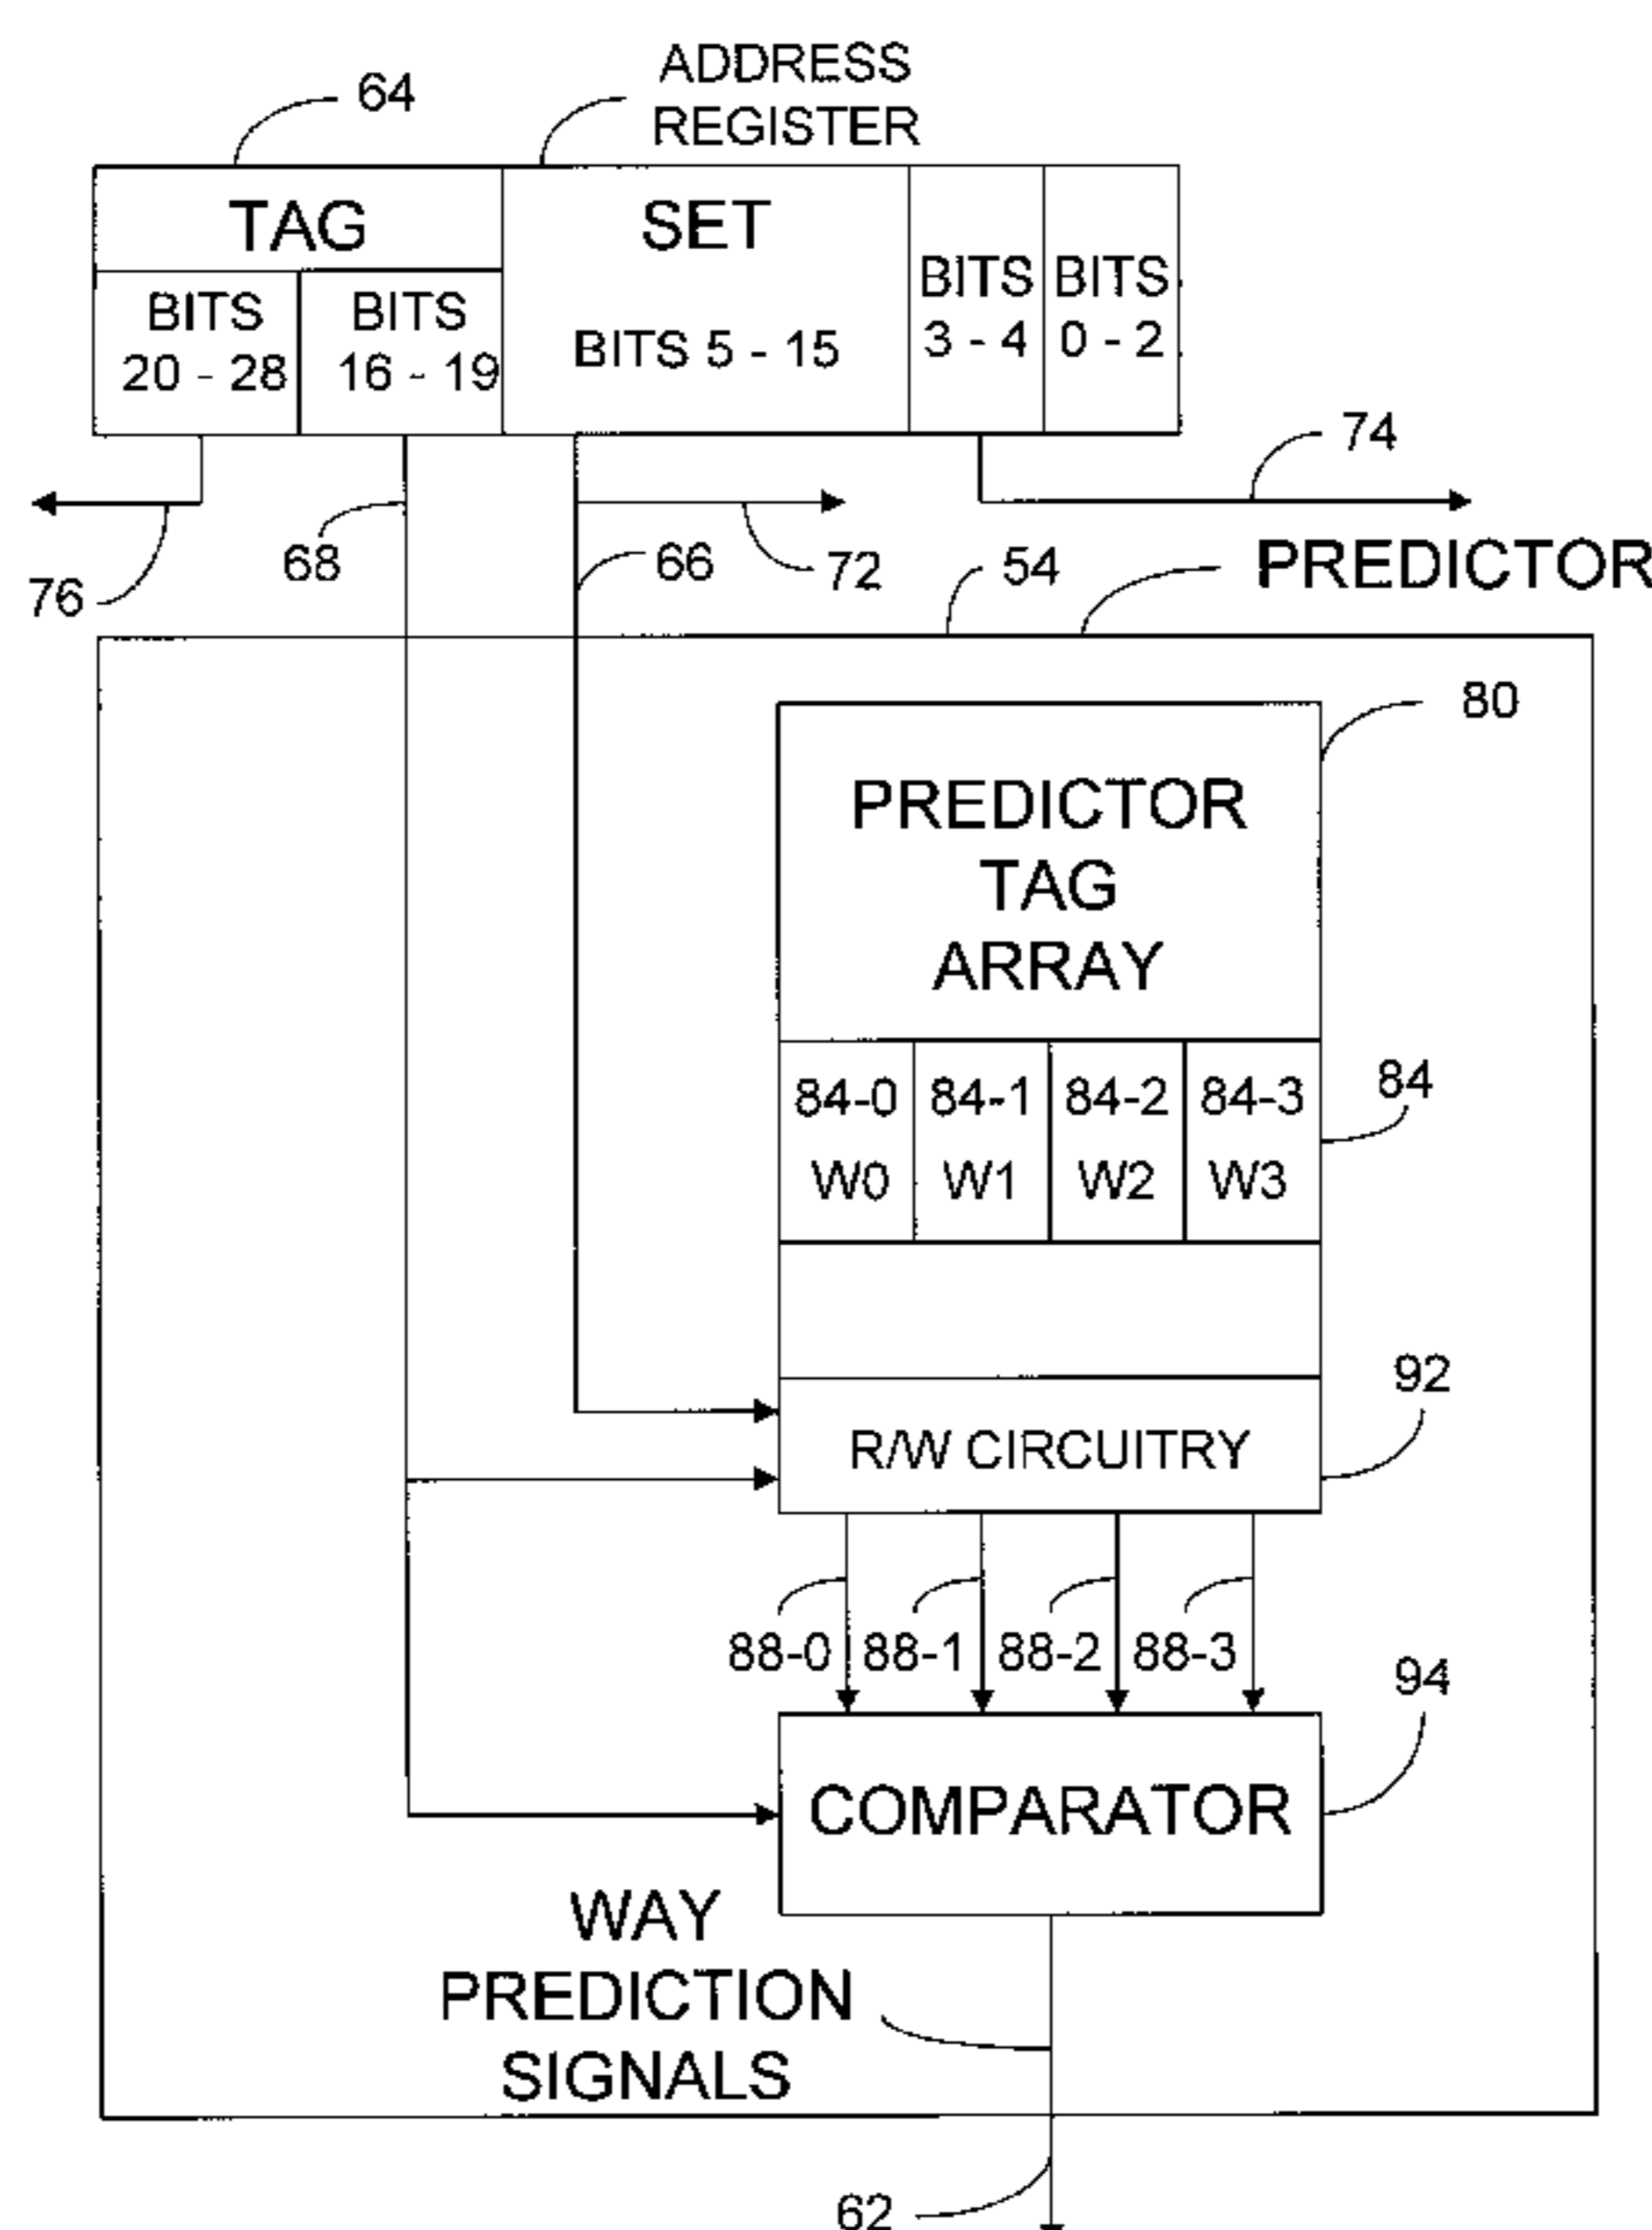 ADDRESS
REGISTER
64
TAG
SET
BITS
20 - 28
BITS
16 - 19
BITS 5 - 15
BITS
3 - 4
BITS
0 - 2
74
76
68
66
72
54
PREDICTOR
80
PREDICTOR
TAG
ARRAY
84-0
W0
84-1
W1
84-2
W2
84-3
W3
84
92
R/W CIRCUITRY
88-0
88-1
88-2
88-3
94
COMPARATOR
WAY
PREDICTION
SIGNALS
62